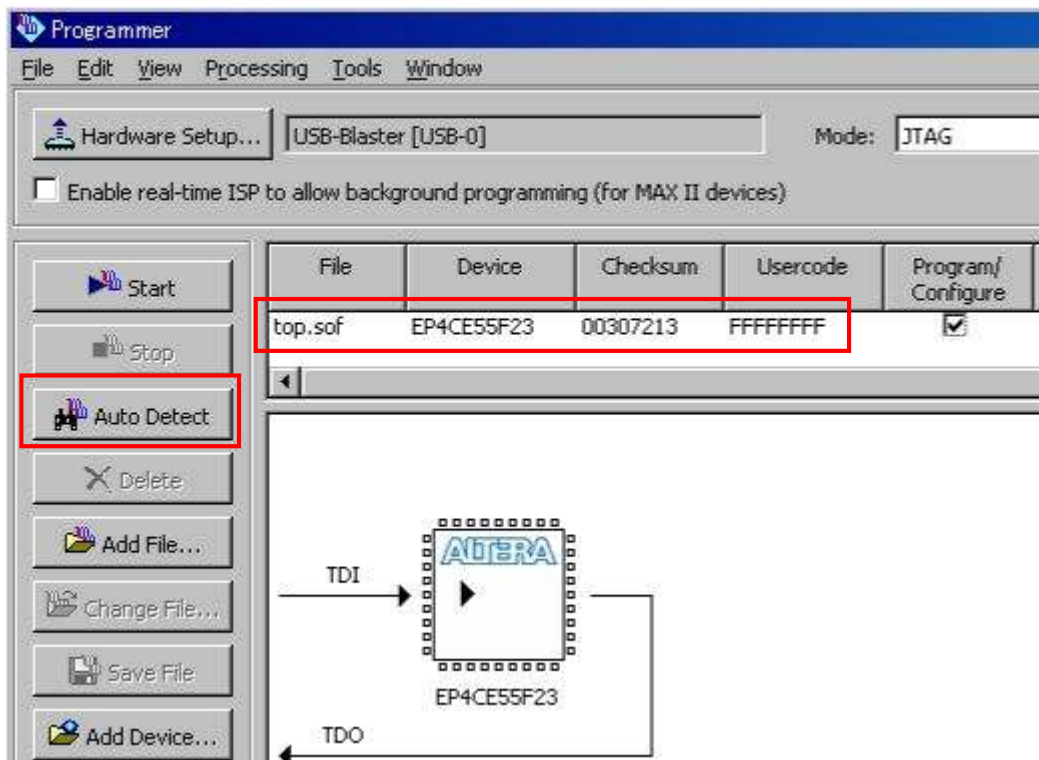 Programmer
File Edit View Processing Tools Window
Hardware Setup... USB-Blaster [USB-0] Mode: JTAG
Enable real-time ISP to allow background programming (for MAX II devices)
File Device Checksum Usercode Program/
Configure
Start
top.sof EP4CE55F23 00307213 FFFFFFFF
Stop
Auto Detect
Delete
ALTERA
Add File...
TDI
Change File...
Save File
EP4CE55F23
Add Device...
TDO